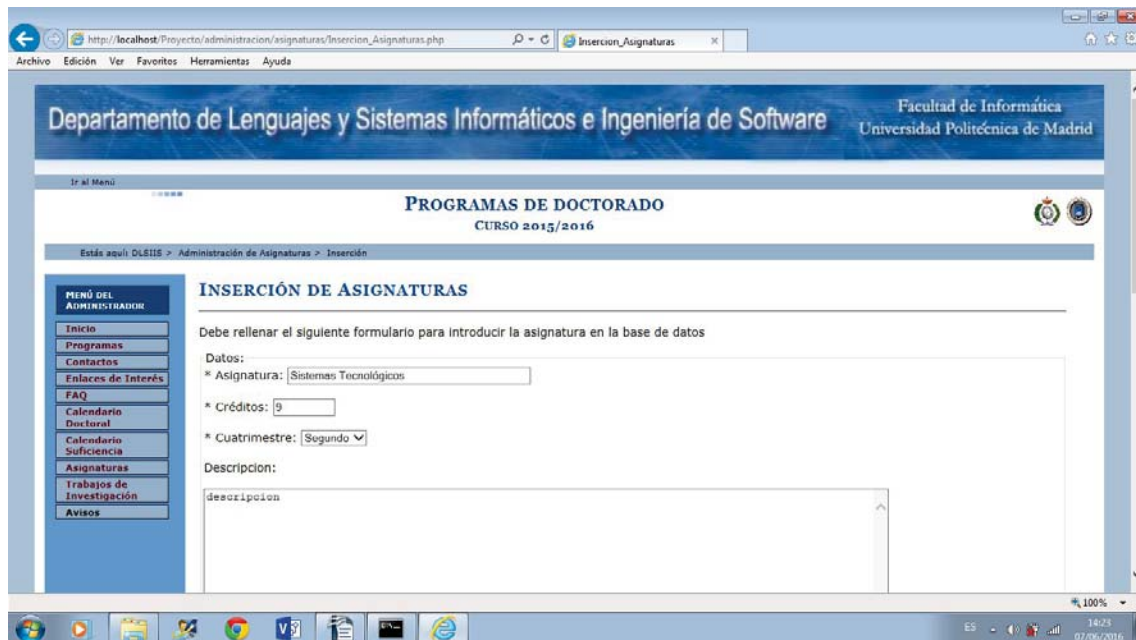 http://localhost/Proyecto/administracion/asignaturas/Insercion_Asignaturas.php
Insercion_Asignaturas
Archivo Edición Ver Favoritos Herramientas Ayuda
Departamento de Lenguajes y Sistemas Informáticos e Ingeniería de Software
Facultad de Informática
Universidad Politécnica de Madrid
Ir al Menú
PROGRAMAS DE DOCTORADO
CURSO 2015/2016
Estás aquí: DLSIIS > Administración de Asignaturas > Inserción
MENÚ DEL
ADMINISTRADOR
Inicio
Programas
Contactos
Enlaces de Interés
FAQ
Calendario
Doctoral
Calendario
Suficiencia
Asignaturas
Trabajos de
Investigación
Avisos
INSERCIÓN DE ASIGNATURAS
Debe rellenar el siguiente formulario para introducir la asignatura en la base de datos
Datos:
* Asignatura: Sistemas Tecnológicos
* Créditos: 9
* Cuatrimestre: Segundo
Descripcion:
descripcion
100%
ES
14:23
07/06/2016